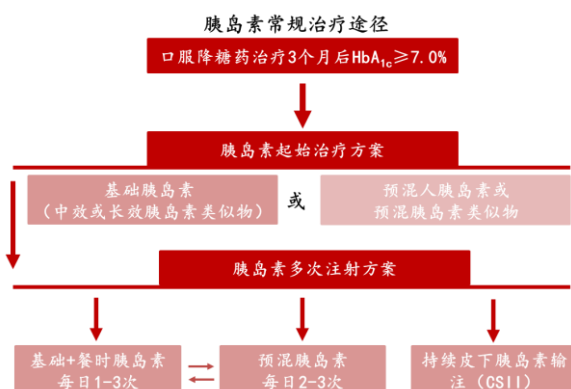 胰岛素常规治疗途径
口服降糖药治疗3个月后HbA1c≥7.0%
胰岛素起始治疗方案
基础胰岛素
（中效或长效胰岛素类似物）
或
预混人胰岛素或
预混胰岛素类似物
胰岛素多次注射方案
基础+餐时胰岛素
每日1-3次
预混胰岛素
每日2-3次
持续皮下胰岛素输
注（CSII）